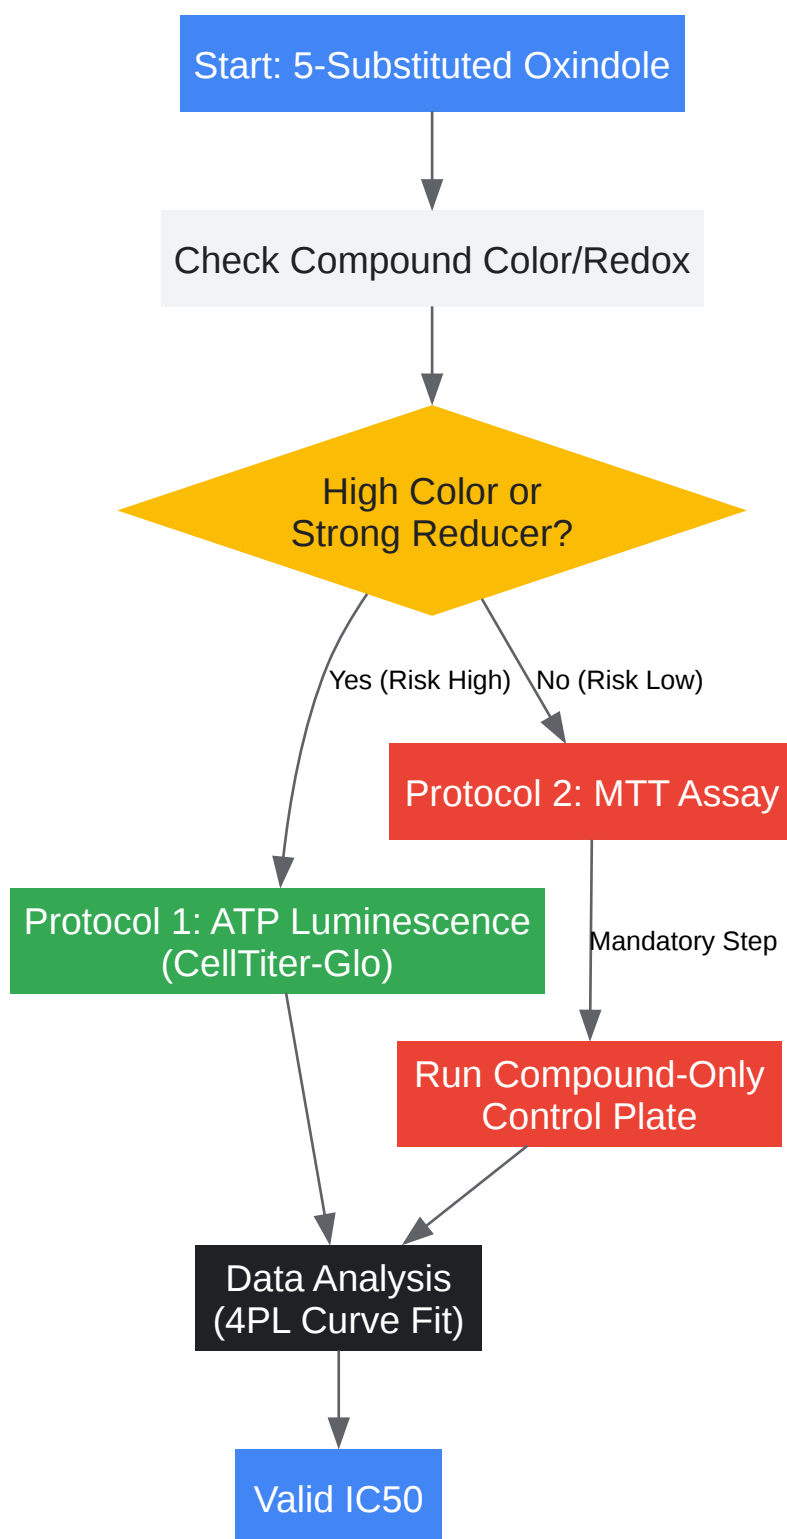 Start: 5-Substituted Oxindole
Check Compound Color/Redox
High Color or
Strong Reducer?
Yes (Risk High)
No (Risk Low)
Protocol 2: MTT Assay
Protocol 1: ATP Luminescence
(CellTiter-Glo)
Mandatory Step
Run Compound-Only
Control Plate
Data Analysis
(4PL Curve Fit)
Valid IC50